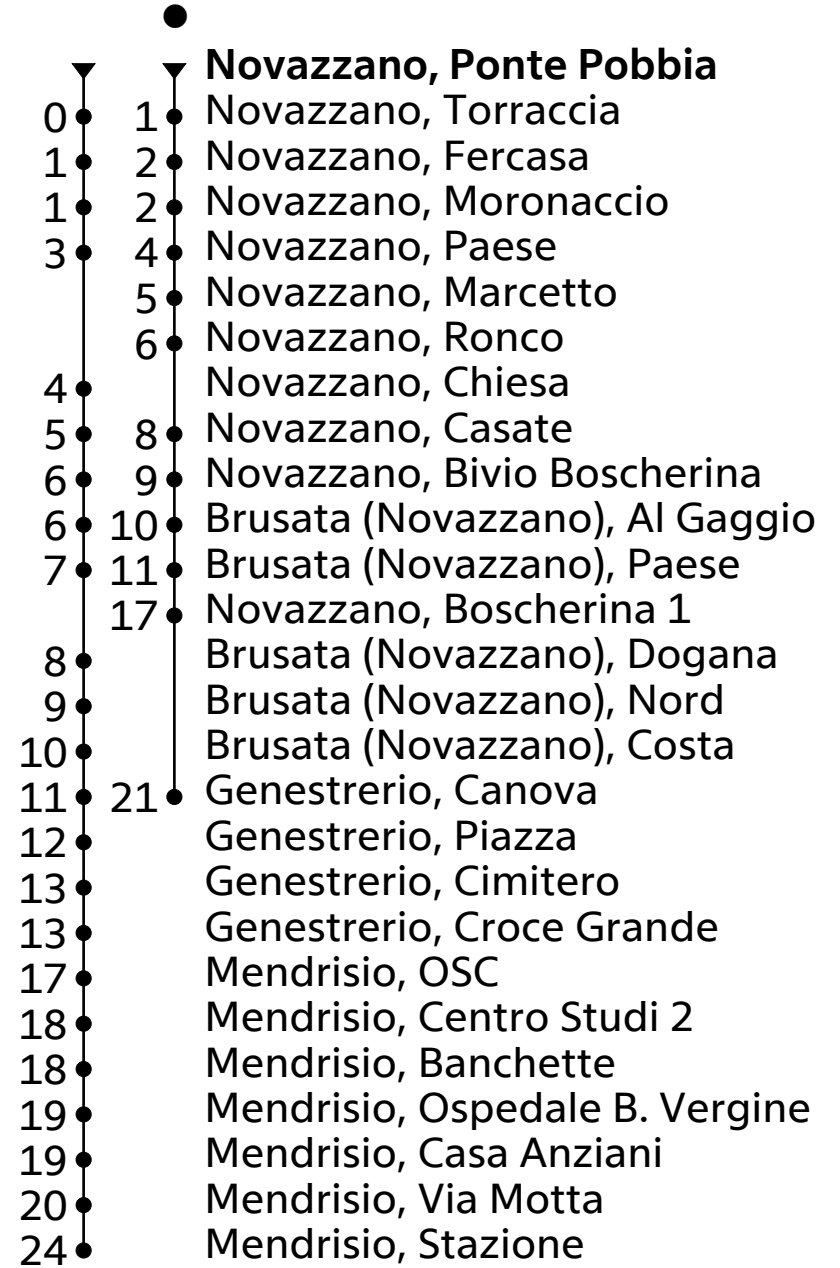 ●
Novazzano, Ponte Pobbia
0 1 Novazzano, Torraccia
1 2 Novazzano, Fercasa
1 2 Novazzano, Moronaccio
3 4 Novazzano, Paese
5 Novazzano, Marcetto
6 Novazzano, Ronco
4 Novazzano, Chiesa
5 8 Novazzano, Casate
6 9 Novazzano, Bivio Boscherina
6 10 Brusata (Novazzano), Al Gaggio
7 11 Brusata (Novazzano), Paese
17 Novazzano, Boscherina 1
8 Brusata (Novazzano), Dogana
9 Brusata (Novazzano), Nord
10 Brusata (Novazzano), Costa
11 21 Genestrerio, Canova
12 Genestrerio, Piazza
13 Genestrerio, Cimitero
13 Genestrerio, Croce Grande
17 Mendrisio, OSC
18 Mendrisio, Centro Studi 2
18 Mendrisio, Banchette
19 Mendrisio, Ospedale B. Vergine
19 Mendrisio, Casa Anziani
20 Mendrisio, Via Motta
24 Mendrisio, Stazione